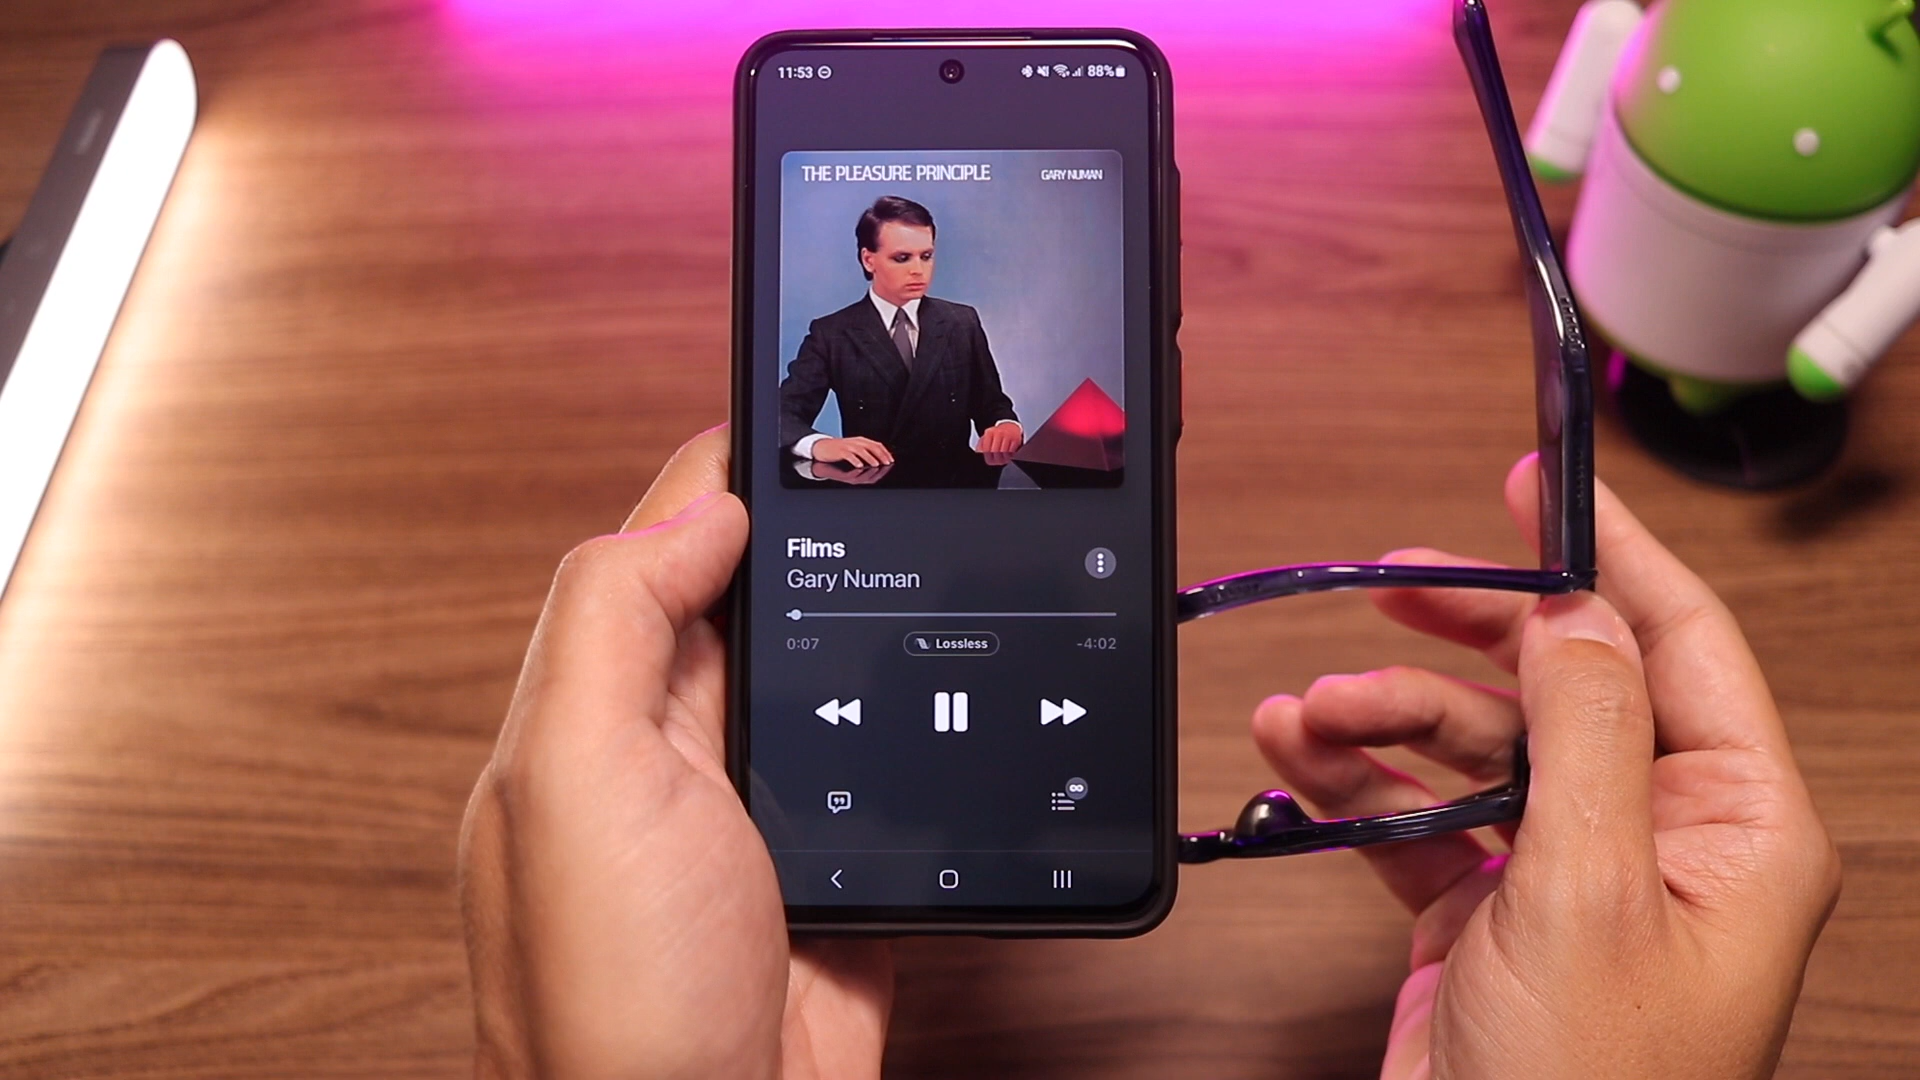 11:53
88%
THE PLEASURE PRINCIPLE GARY NUMAN
Films
Gary Numan
0:07 Lossless -4:02